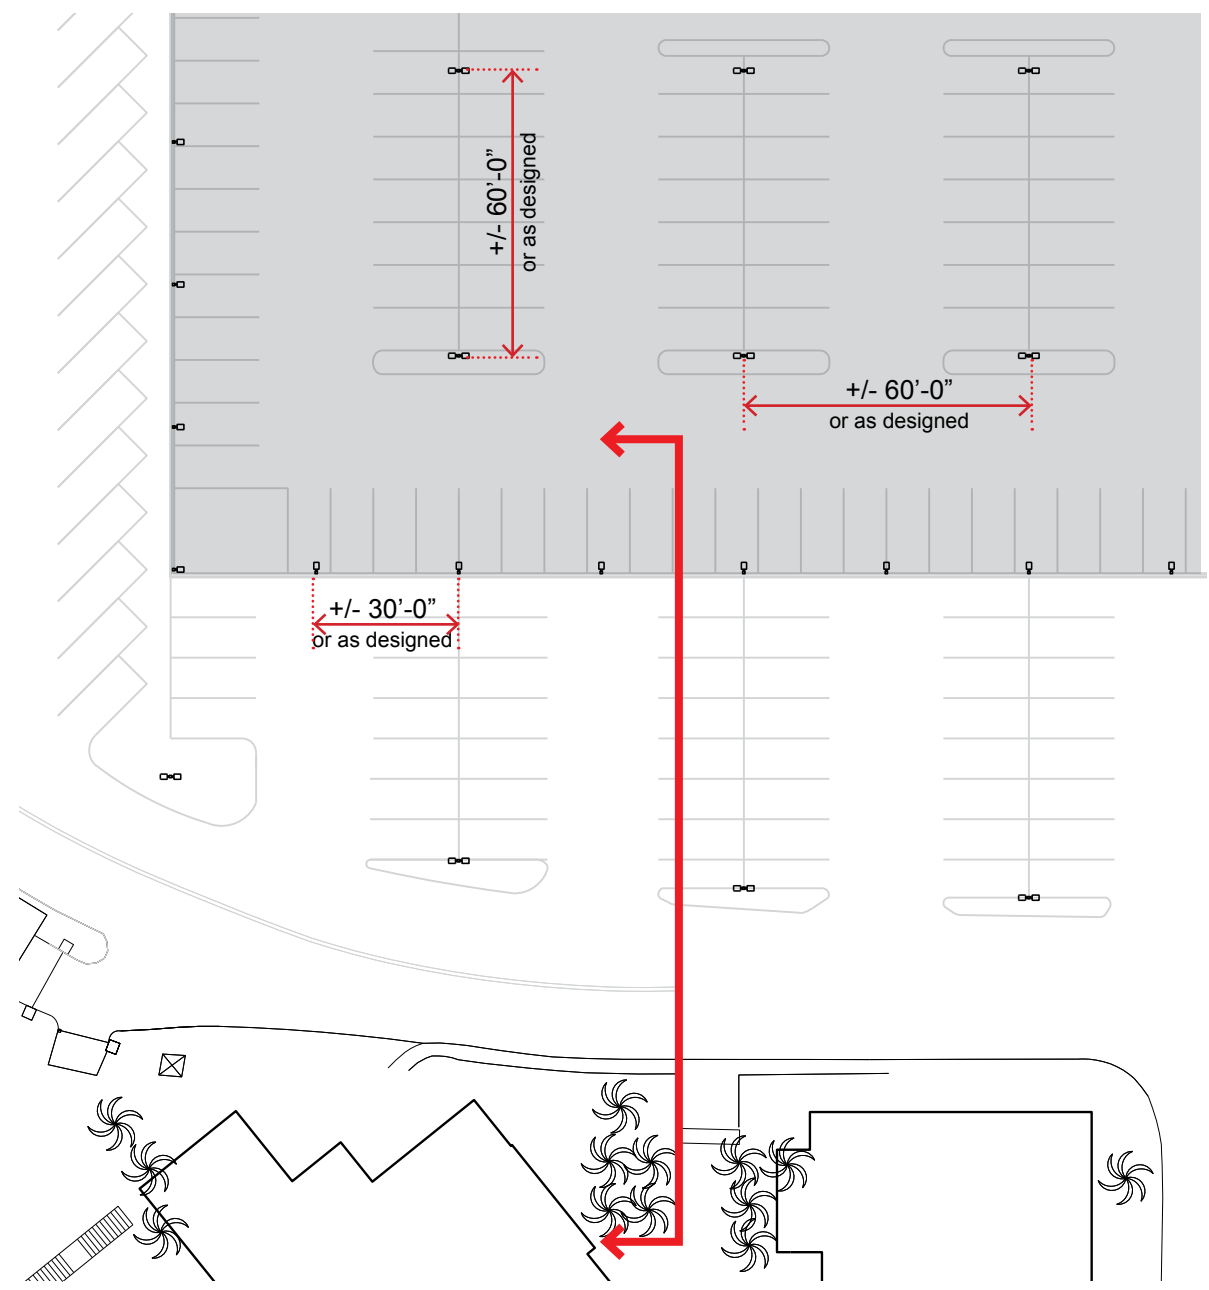 +/- 60’-0”
or as designed
+/- 60’-0”
or as designed
+/- 30’-0”
or as designed